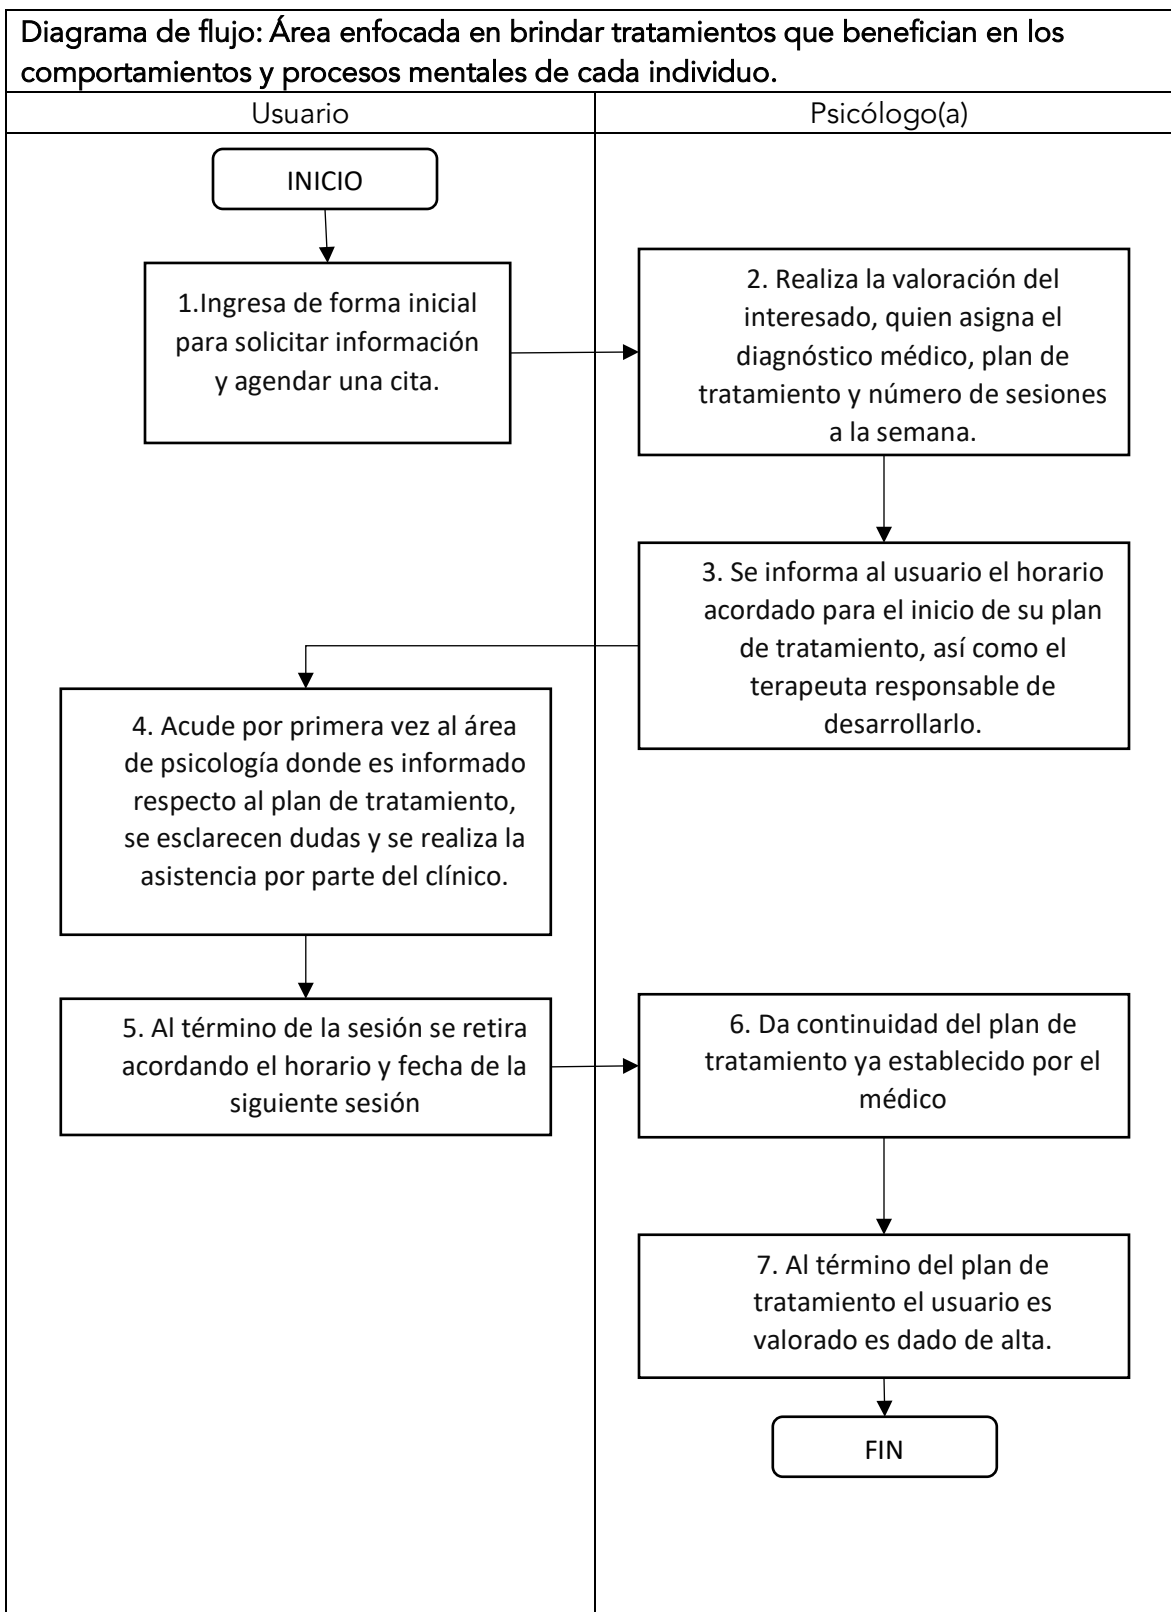 Diagrama de flujo: Área enfocada en brindar tratamientos que benefician en los
comportamientos y procesos mentales de cada individuo.
Usuario
Psicólogo(a)
INICIO
1.Ingresa de forma inicial
para solicitar información
y agendar una cita.
2. Realiza la valoración del
interesado, quien asigna el
diagnóstico médico, plan de
tratamiento y número de sesiones
a la semana.
3. Se informa al usuario el horario
acordado para el inicio de su plan
de tratamiento, así como el
terapeuta responsable de
desarrollarlo.
4. Acude por primera vez al área
de psicología donde es informado
respecto al plan de tratamiento,
se esclarecen dudas y se realiza la
asistencia por parte del clínico.
5. Al término de la sesión se retira
acordando el horario y fecha de la
siguiente sesión
6. Da continuidad del plan de
tratamiento ya establecido por el
médico
7. Al término del plan de
tratamiento el usuario es
valorado es dado de alta.
FIN